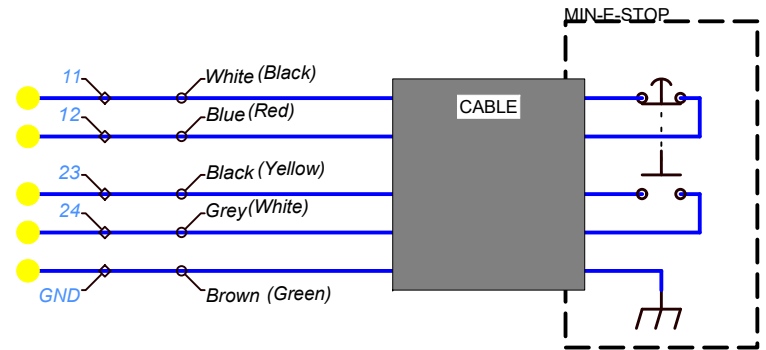 MIN-E-STOP
11 White (Black)
12 Blue (Red)
CABLE
23 Black (Yellow)
24 Grey (White)
GND Brown (Green)